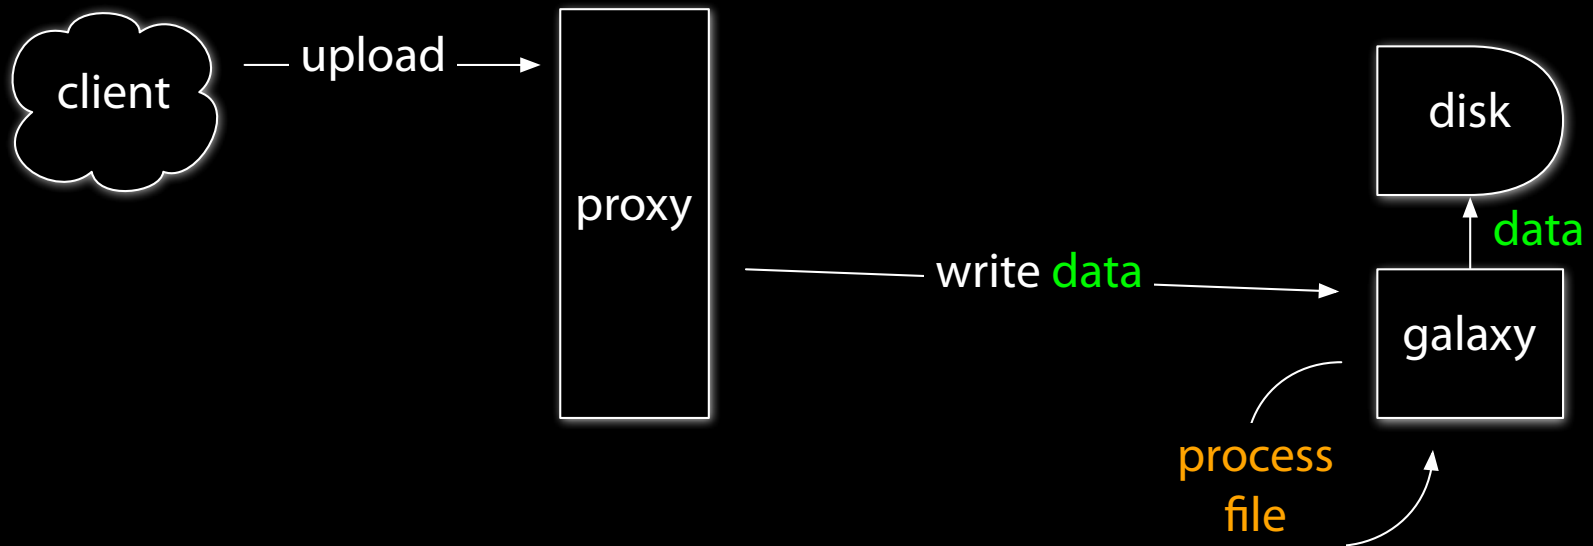 client
upload
proxy
disk
data
write data
galaxy
process
file